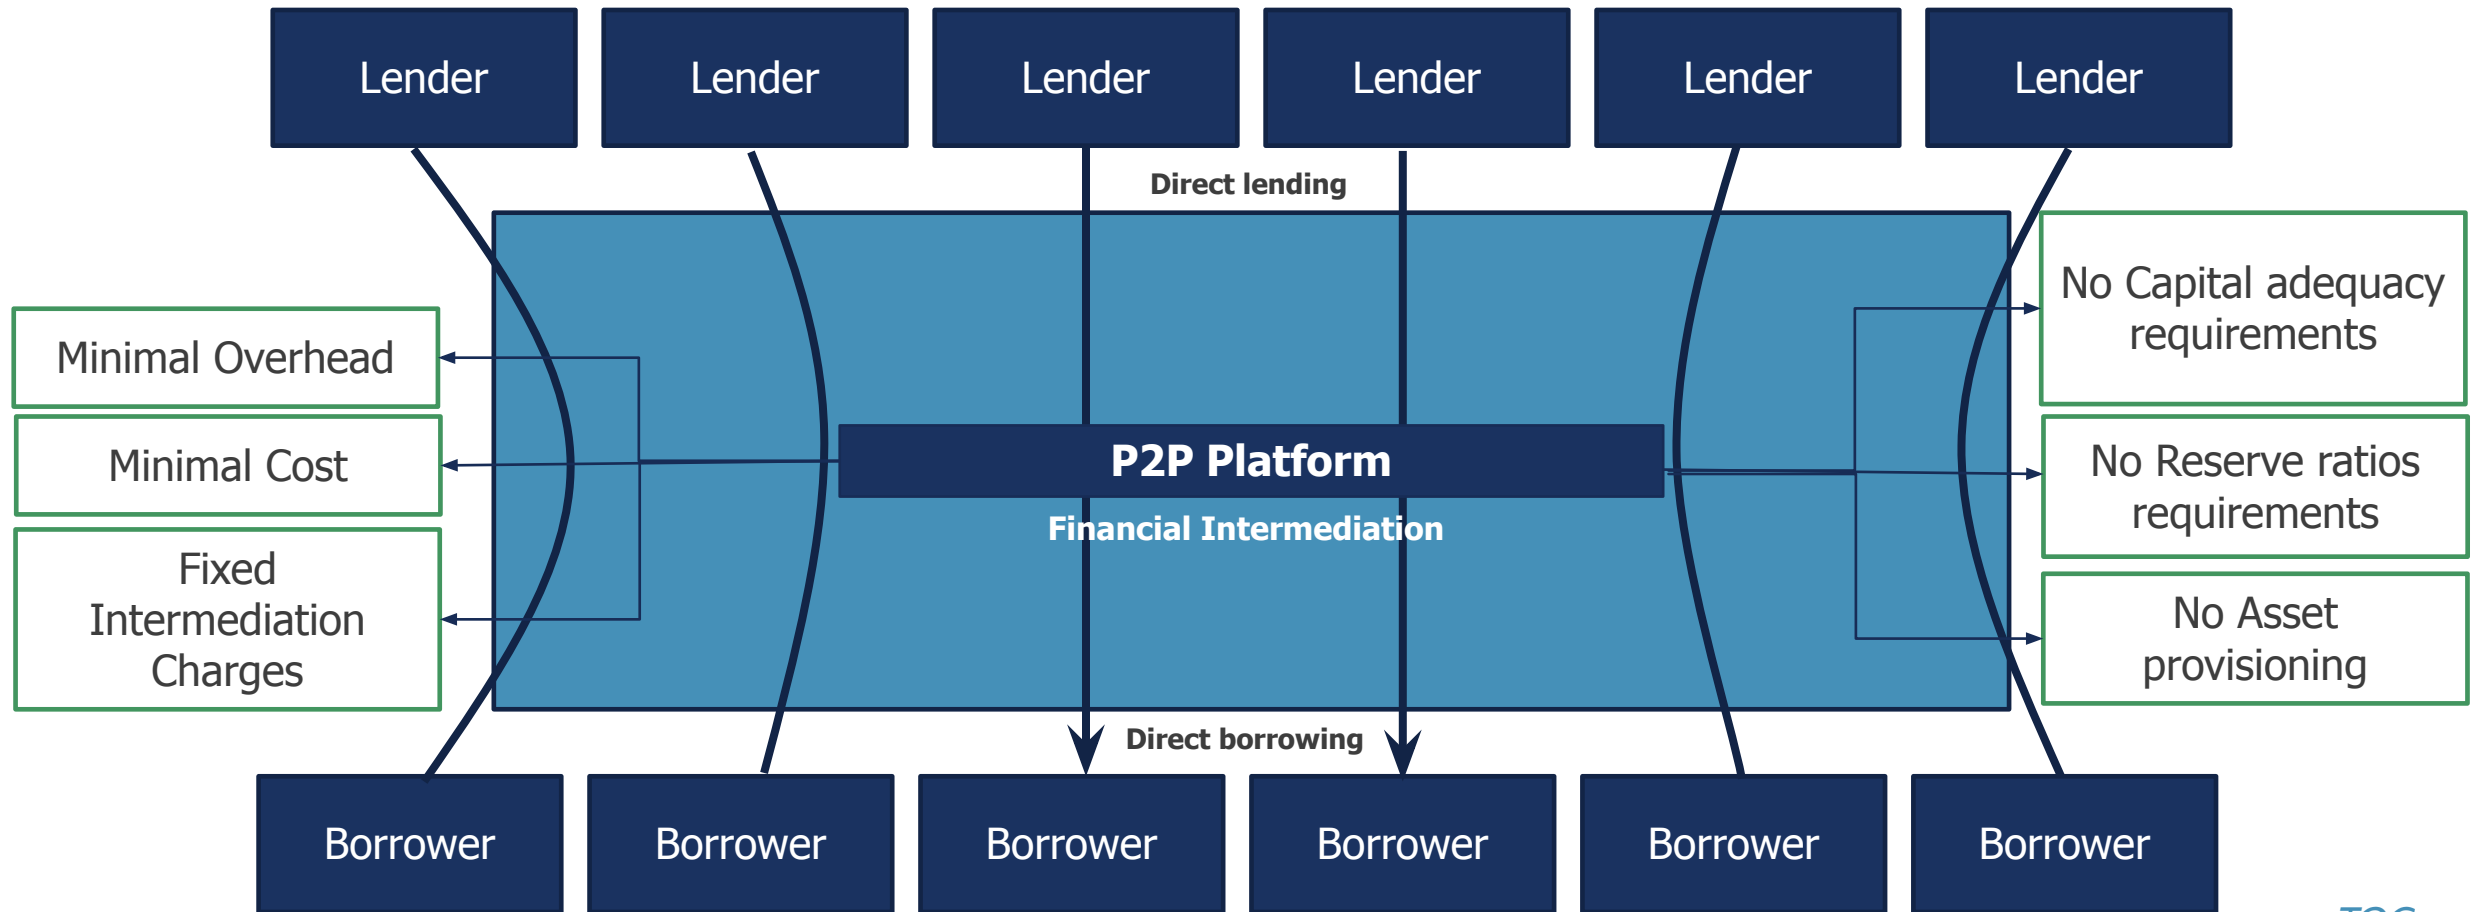 Lender
Lender
Lender
Lender
Lender
Lender
Direct lending
Minimal Overhead
Minimal Cost
Fixed
Intermediation
Charges
P2P Platform
Financial Intermediation
No Capital adequacy
requirements
No Reserve ratios
requirements
No Asset
provisioning
Direct borrowing
Borrower
Borrower
Borrower
Borrower
Borrower
Borrower